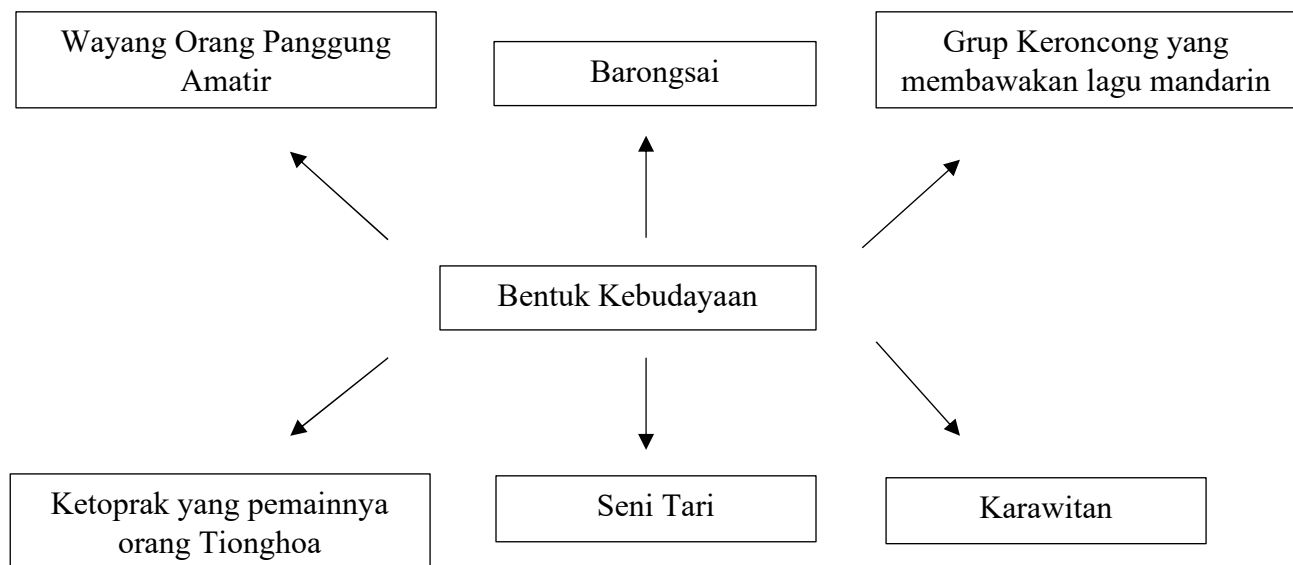 Wayang Orang Panggung
Amatir
Barongsai
Grup Keroncong yang
membawakan lagu mandarin
Bentuk Kebudayaan
Ketoprak yang pemainnya
orang Tionghoa
Seni Tari
Karawitan